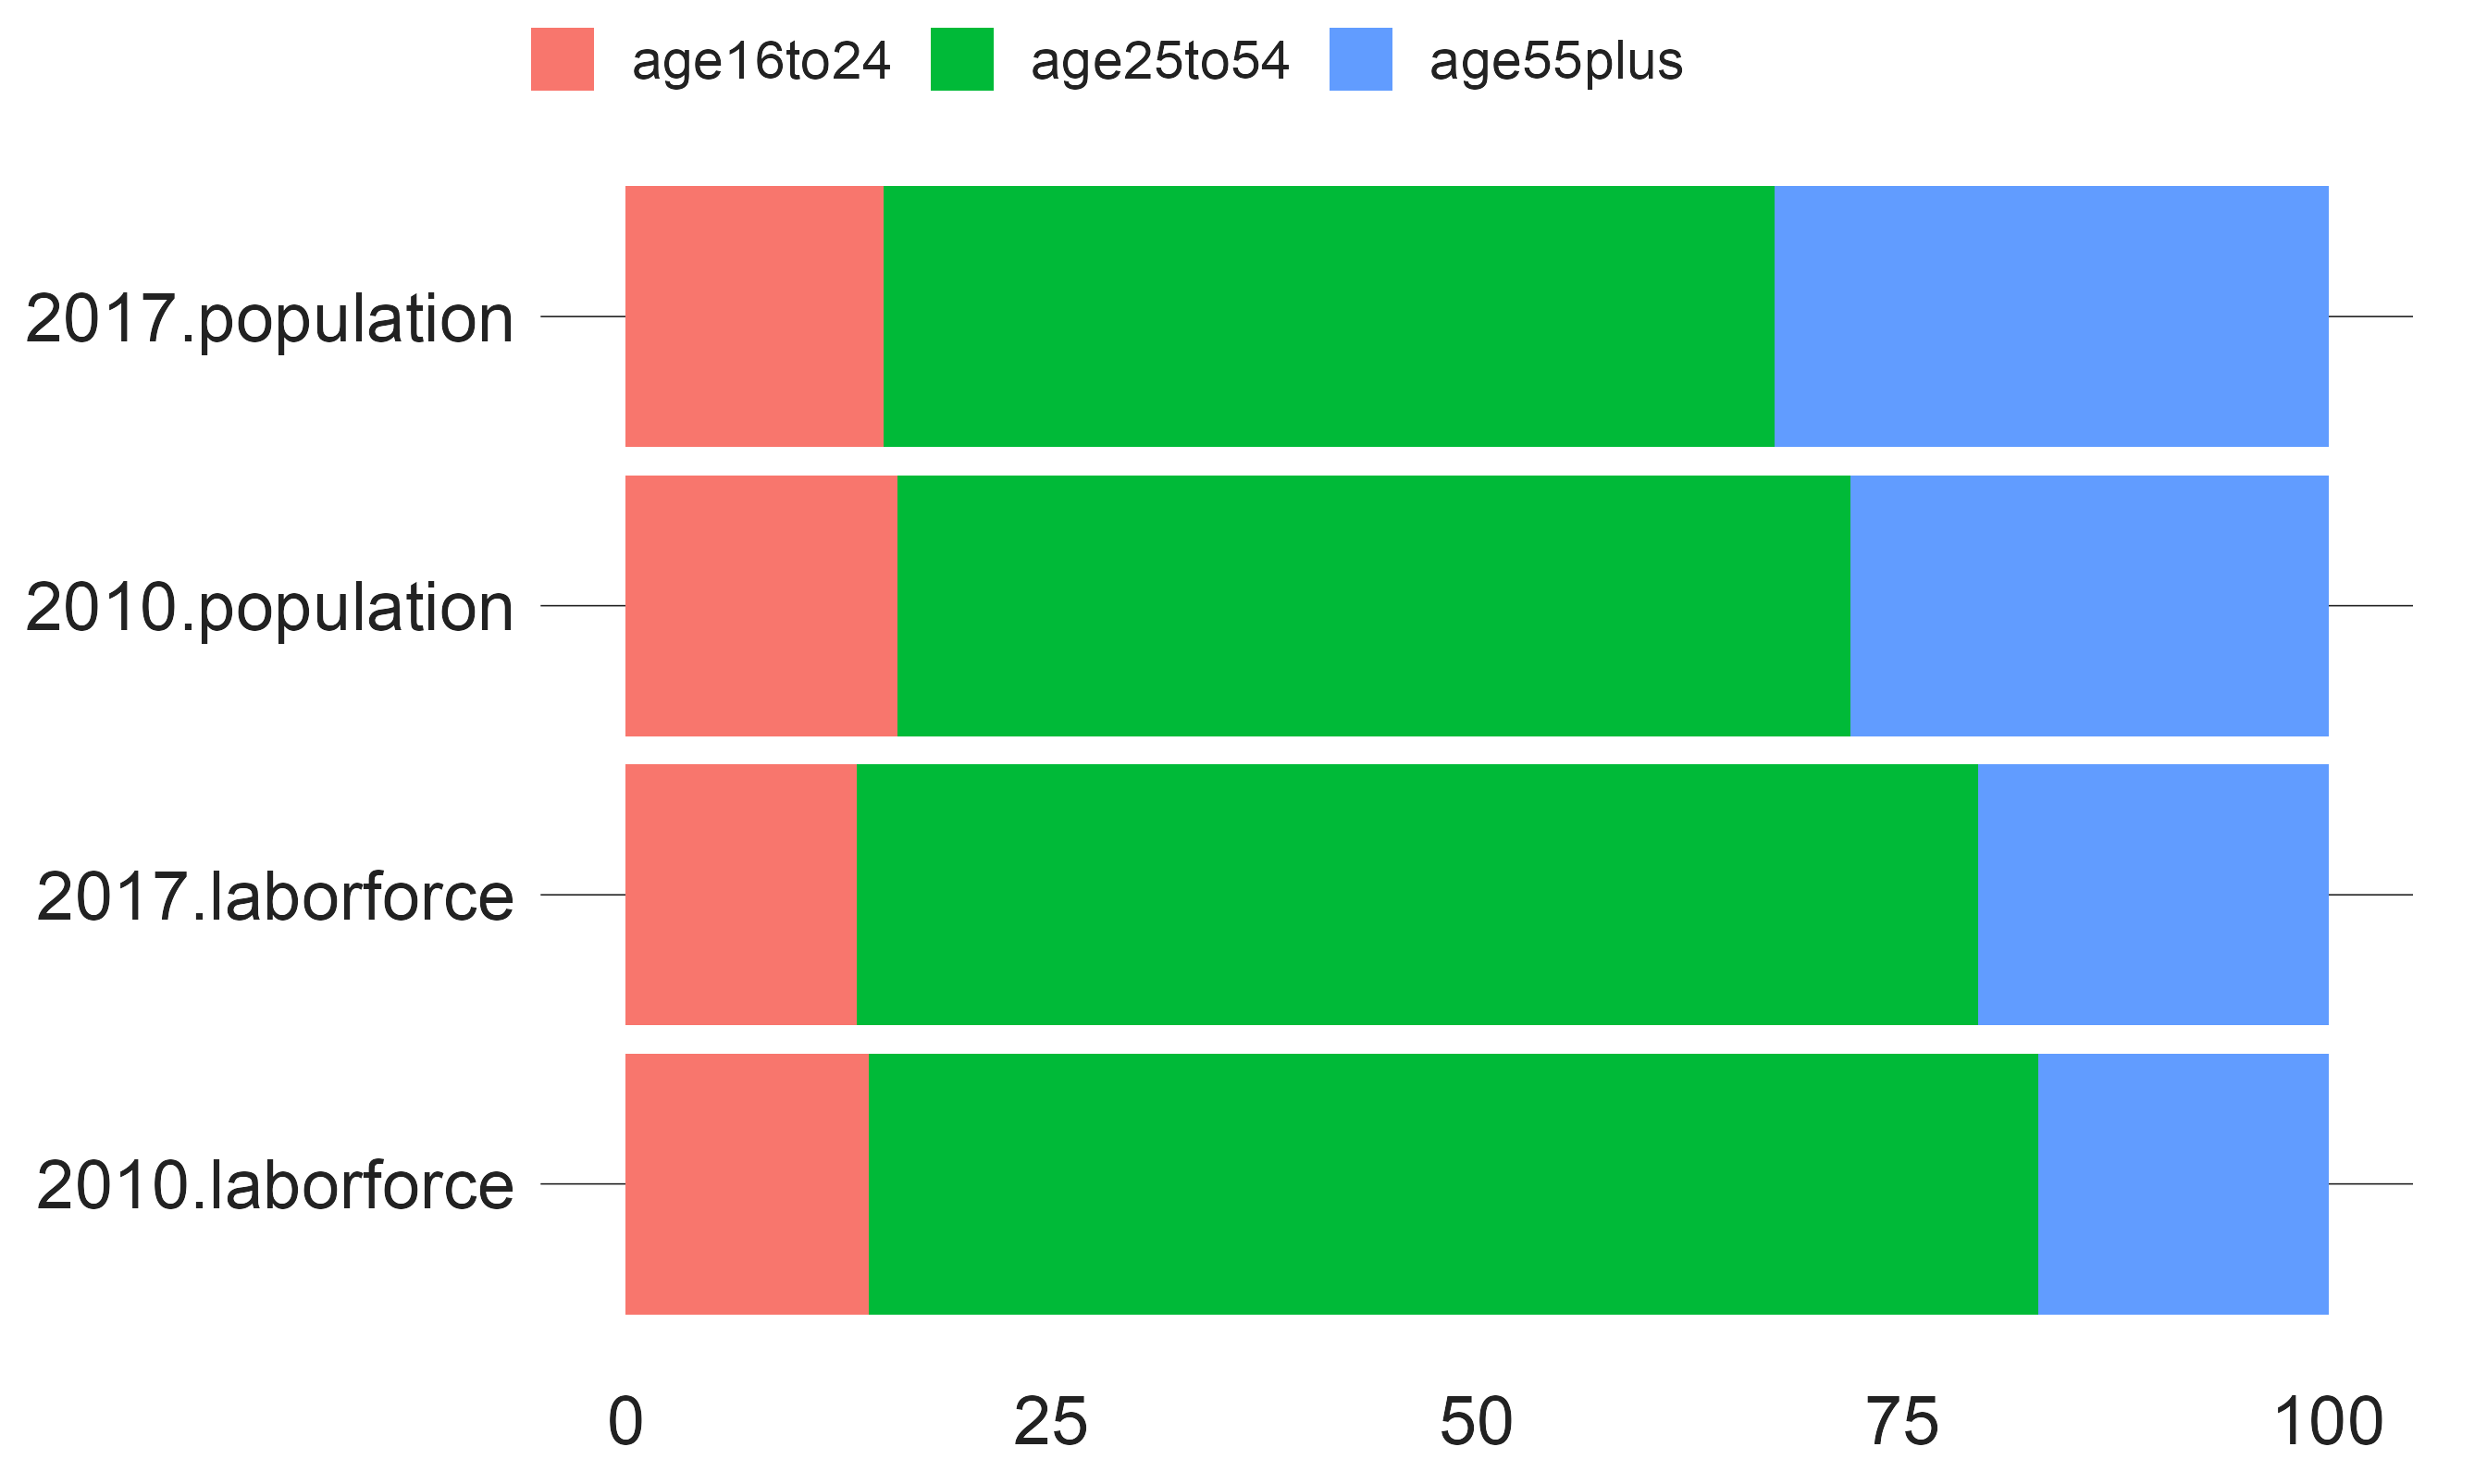 age16to24 age25to54 age55plus
2017.population
2010.population
2017.laborforce
2010.laborforce
0 25 50 75 100